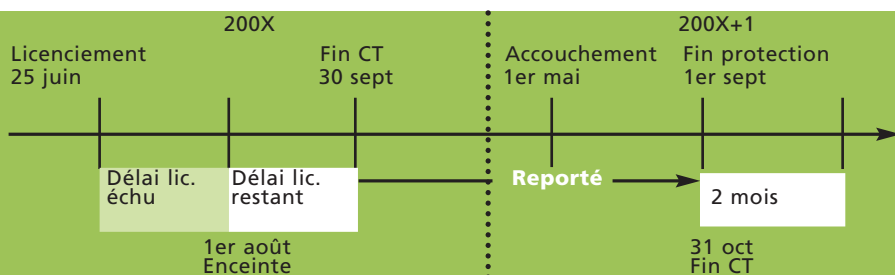 200X
200X+1
Licenciement
25 juin
Fin CT
30 sept
Accouchement
1er mai
Fin protection
1er sept
Délai lic.
échu
Délai lic.
restant
Reporté
2 mois
1er août
Enceinte
31 oct
Fin CT